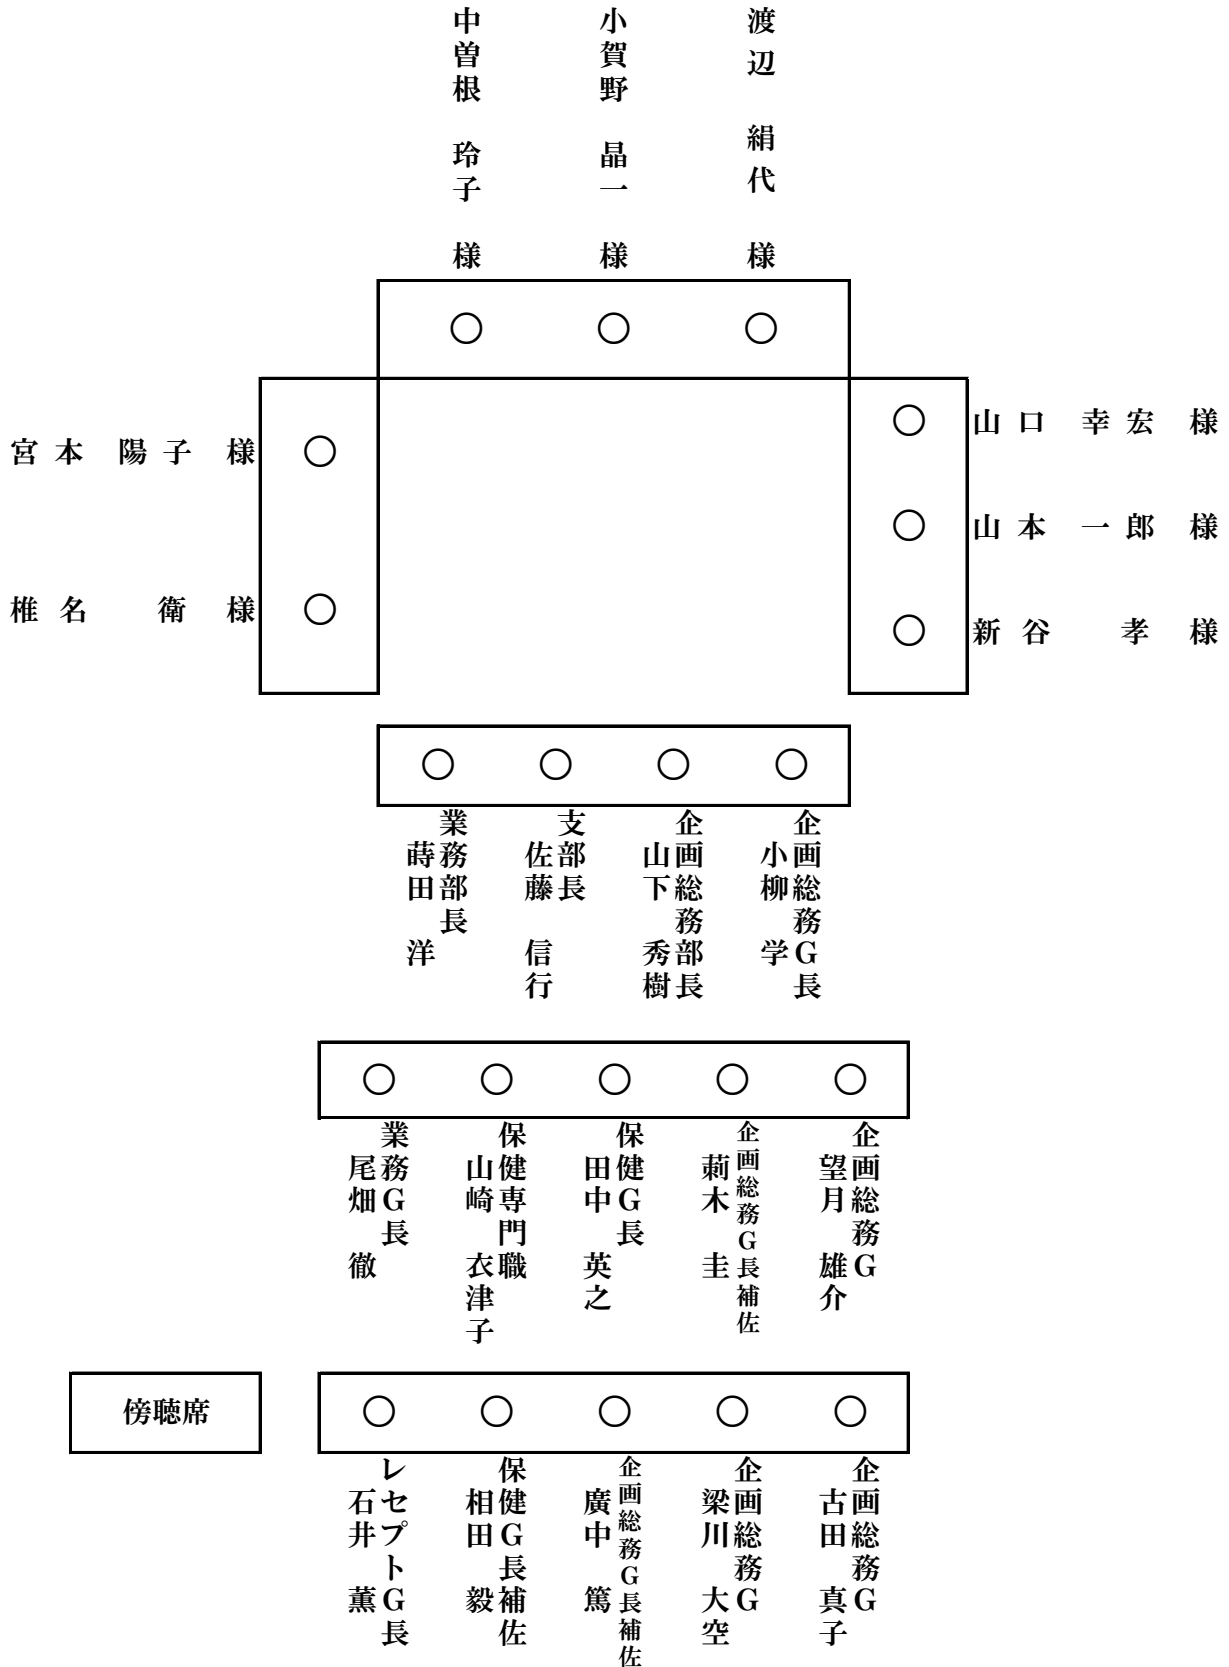 中曽根 玲子 様
小賀野 晶一 様
渡辺 絹代 様
宮本 陽子 様
椎名 衛 様
山口 幸宏 様
山本 一郎 様
新谷 孝 様
業務部長
蒔田 洋
支部長
佐藤 信行
企画総務部長
山下 秀樹
企画総務G長
小柳 学
業務G長
尾畑 徹
保健専門職
山崎 衣津子
保健G長
田中 英之
企画総務G長補佐
莿木 圭
企画総務G
望月 雄介
傍聴席
レセプトG長
石井 薫
保健G長補佐
相田 毅
企画総務G長補佐
廣中 篤
企画総務G
梁川 大空
企画総務G
古田 真子